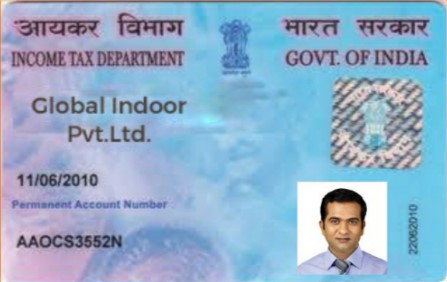 आयकर विभाग
INCOME TAX DEPARTMENT
भारत सरकार
GOVT. OF INDIA
Global Indoor
Pvt.Ltd.
11/06/2010
Permanent Account Number
AAOCS3552N
22062010